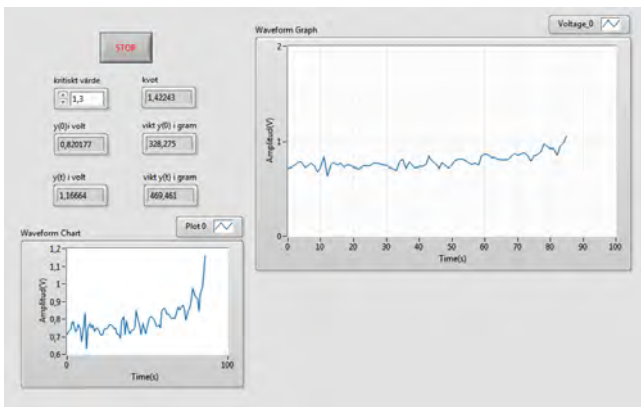 STOP
kritiskt värde
kvot
1,3
1,42243
y(0)i volt
vikt y(0) i gram
0,820177
328,275
y(t) i volt
vikt y(t) i gram
1,16664
469,461
Waveform Chart
Plot 0
1,2
1,1
1
0,9
0,8
0,7
0,6
Amplitud(V)
0
100
Time(s)
Waveform Graph
Voltage_0
2
1
0
Amplitud(V)
0 10 20 30 40 50 60 70 80 90 100
Time(s)